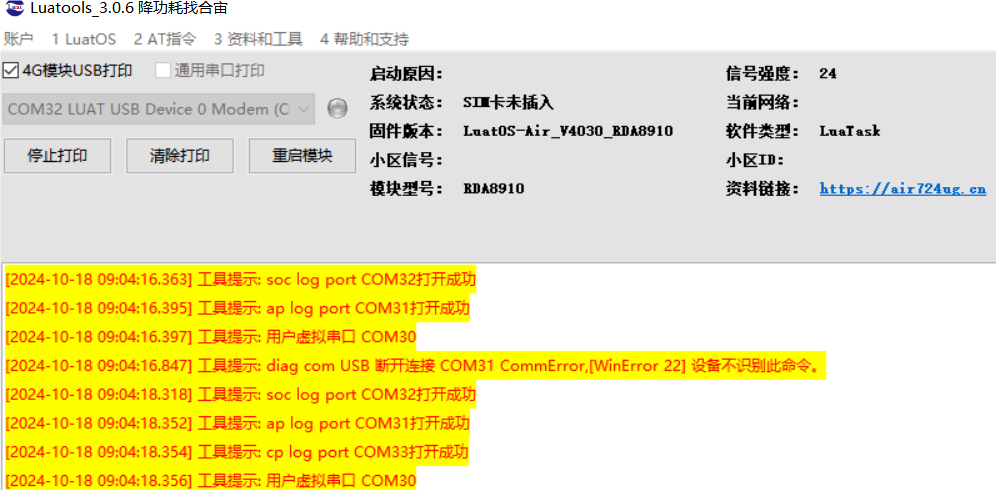 Luatools_3.0.6 降功耗找合宙
账户 1 LuatOS 2 AT指令 3 资料和工具 4 帮助和支持
4G模块USB打印 通用串口打印
COM32 LUAT USB Device 0 Modem (C
停止打印 清除打印 重启模块
启动原因: 信号强度: 24
系统状态: SIM卡未插入 当前网络:
固件版本: LuatOS-Air_V4030_RDA8910 软件类型: LuaTask
小区信号: 小区ID:
模块型号: RDA8910 资料链接: https://air724ug.cn
[2024-10-18 09:04:16.363] 工具提示: soc log port COM32打开成功
[2024-10-18 09:04:16.395] 工具提示: ap log port COM31打开成功
[2024-10-18 09:04:16.397] 工具提示: 用户虚拟串口 COM30
[2024-10-18 09:04:16.847] 工具提示: diag com USB 断开连接 COM31 CommError,[WinError 22] 设备不识别此命令。
[2024-10-18 09:04:18.318] 工具提示: soc log port COM32打开成功
[2024-10-18 09:04:18.352] 工具提示: ap log port COM31打开成功
[2024-10-18 09:04:18.354] 工具提示: cp log port COM33打开成功
[2024-10-18 09:04:18.356] 工具提示: 用户虚拟串口 COM30